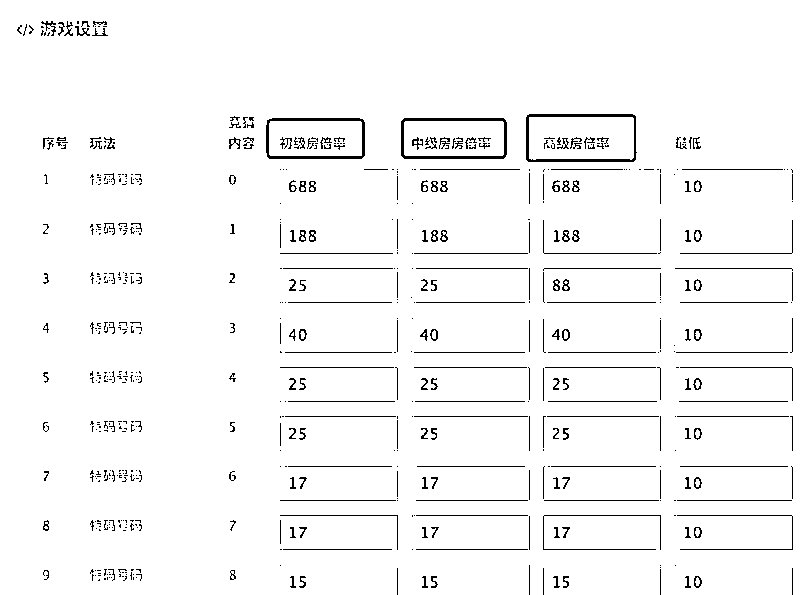 </> 游戏设置
序号 玩法 竞猜内容 初级房倍率 中级房房倍率 高级房倍率 最低
1 特码号码 0 688 688 688 10
2 特码号码 1 188 188 188 10
3 特码号码 2 25 25 88 10
4 特码号码 3 40 40 40 10
5 特码号码 4 25 25 25 10
6 特码号码 5 25 25 25 10
7 特码号码 6 17 17 17 10
8 特码号码 7 17 17 17 10
9 特码号码 8 15 15 15 10